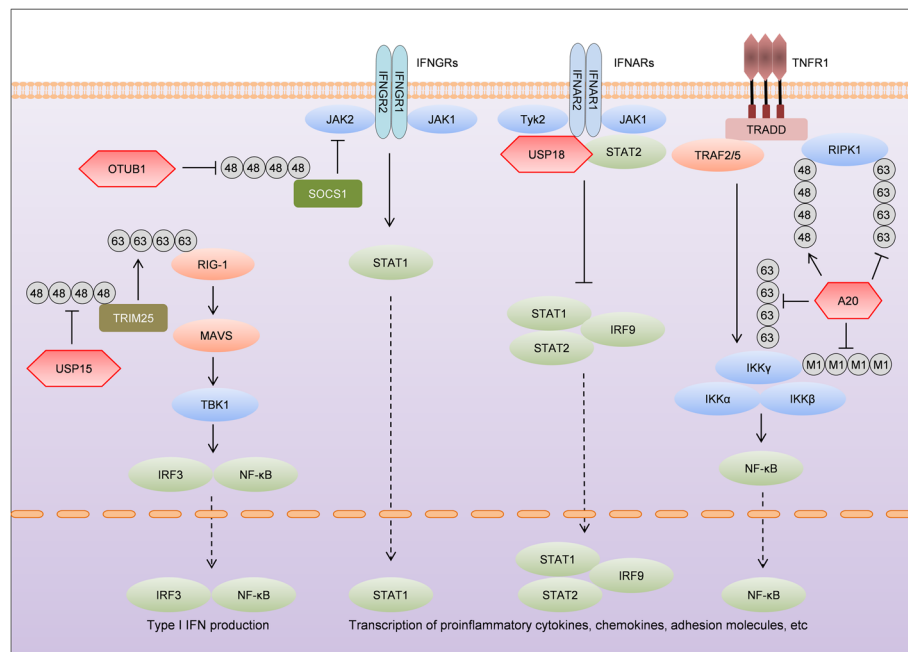 IFNGRs
IFNARs
TNFR1
IFNGR2
IFNGR1
IFNAR2
IFNAR1
JAK2
JAK1
Tyk2
JAK1
TRADD
OTUB1
48 48 48 48
SOCS1
USP18
STAT2
TRAF2/5
RIPK1
48
48
48
48
63
63
63
63
63 63 63 63
RIG-1
STAT1
48 48 48 48
TRIM25
63
63
63
63
A20
USP15
MAVS
STAT1
STAT2
IRF9
M1 M1 M1 M1
IKKγ
TBK1
IKKα
IKKβ
IRF3
NF-κB
NF-κB
IRF3
NF-κB
STAT1
STAT1
STAT2
IRF9
NF-κB
Type I IFN production
Transcription of proinflammatory cytokines, chemokines, adhesion molecules, etc